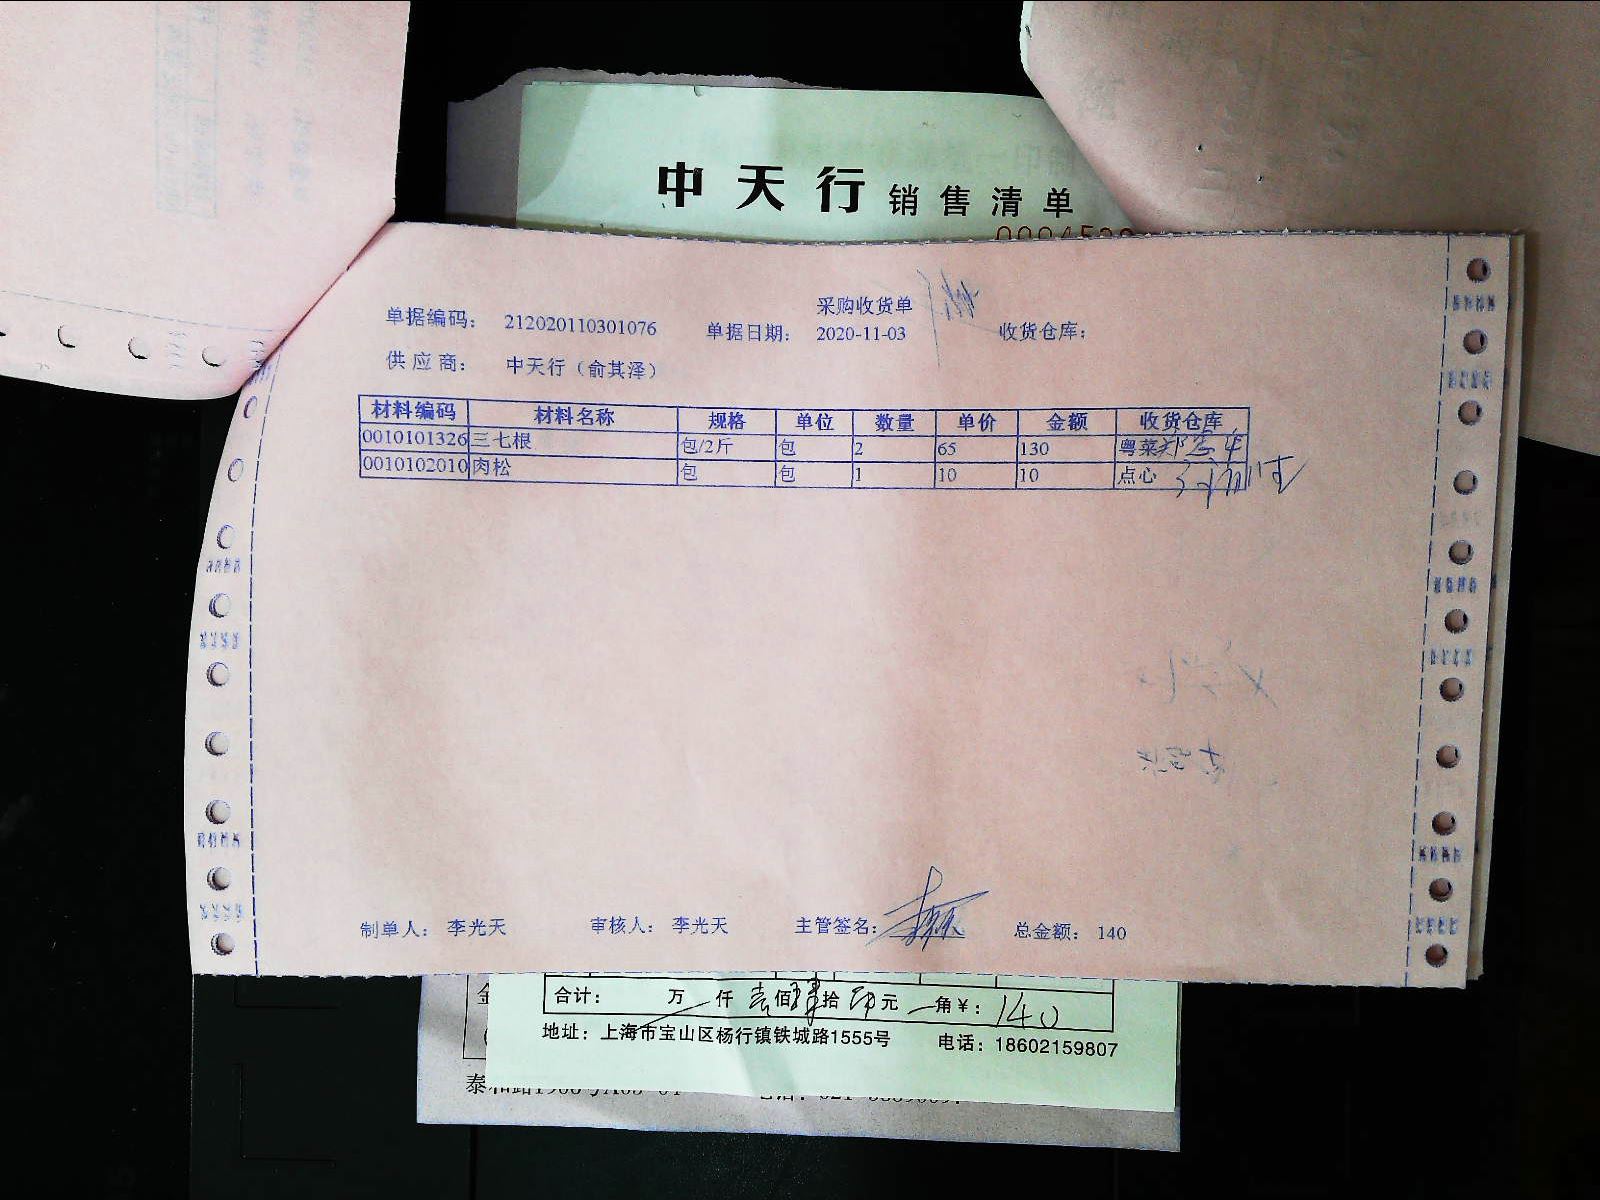 中天行 销售清单
采购收货单
单据编码： 212020110301076 单据日期： 2020-11-03 收货仓库：
供应商： 中天行（俞其泽）
材料编码 材料名称 规格 单位 数量 单价 金额 收货仓库
0010101326 三七根 包/2斤 包 2 65 130 粤菜
0010102010 肉松 包 包 1 10 10 点心
制单人： 李光天 审核人： 李光天 主管签名： 总金额： 140
合计： 万 仟 壹佰肆拾 元 角￥： 140
地址：上海市宝山区杨行镇铁城路1555号 电话：18602159807